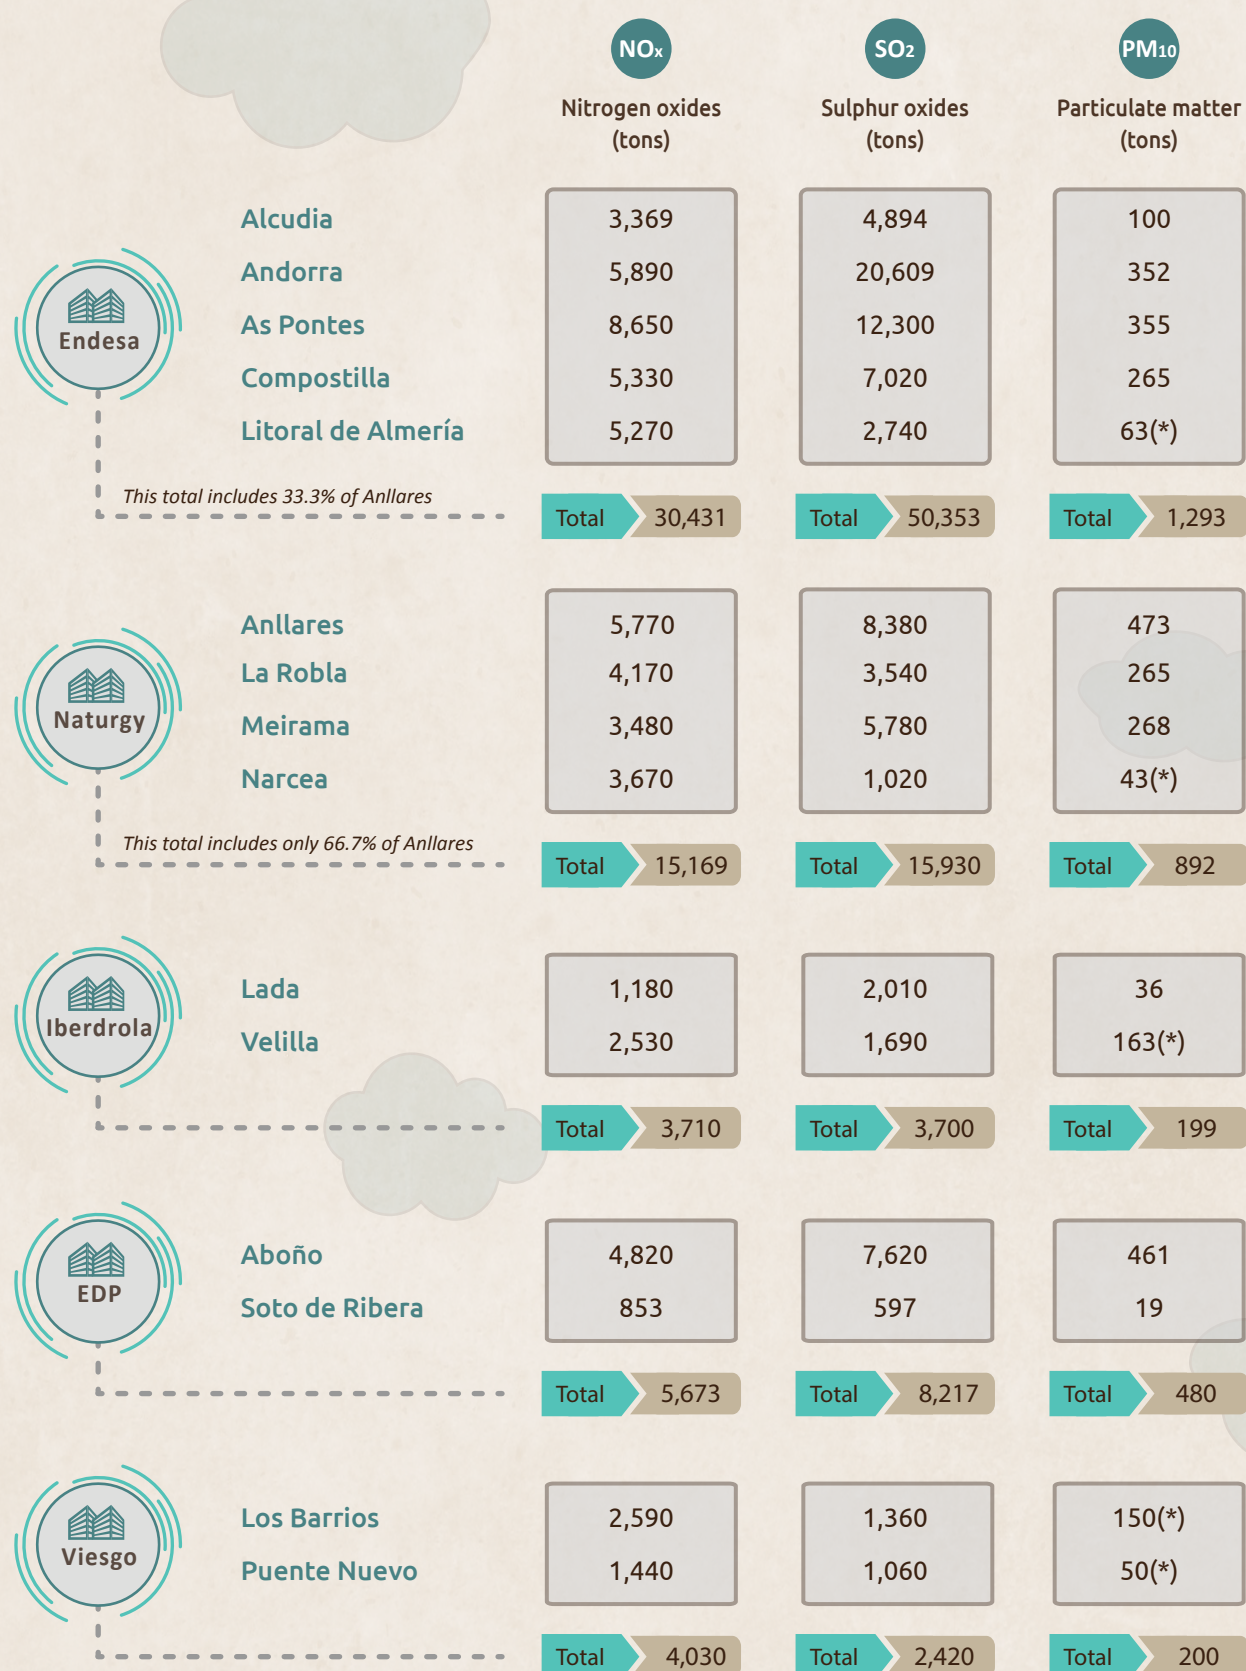 NOx SO2 PM10
Nitrogen oxides (tons) Sulphur oxides (tons) Particulate matter (tons)
Endesa
Alcudia 3,369 4,894 100
Andorra 5,890 20,609 352
As Pontes 8,650 12,300 355
Compostilla 5,330 7,020 265
Litoral de Almería 5,270 2,740 63(*)
This total includes 33.3% of Anllares
Total 30,431 Total 50,353 Total 1,293
Naturgy
Anllares 5,770 8,380 473
La Robla 4,170 3,540 265
Meirama 3,480 5,780 268
Narcea 3,670 1,020 43(*)
This total includes only 66.7% of Anllares
Total 15,169 Total 15,930 Total 892
Iberdrola
Lada 1,180 2,010 36
Velilla 2,530 1,690 163(*)
Total 3,710 Total 3,700 Total 199
EDP
Aboño 4,820 7,620 461
Soto de Ribera 853 597 19
Total 5,673 Total 8,217 Total 480
Viesgo
Los Barrios 2,590 1,360 150(*)
Puente Nuevo 1,440 1,060 50(*)
Total 4,030 Total 2,420 Total 200